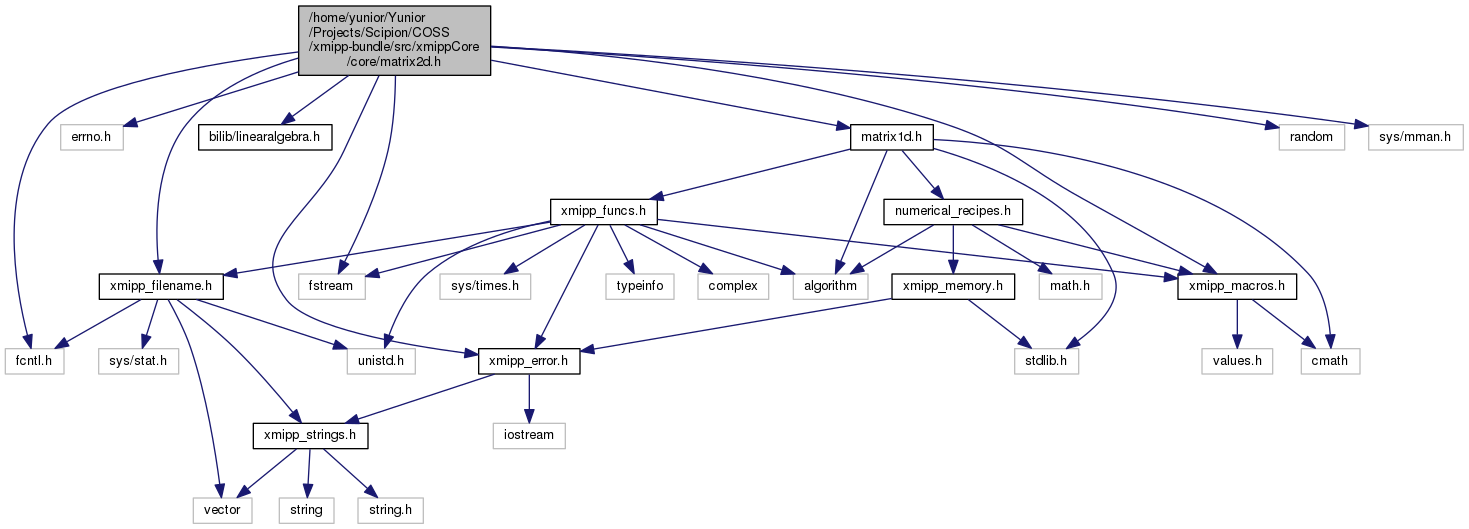 /home/yunior/Yunior
/Projects/Scipion/COSS
/xmipp-bundle/src/xmippCore
/core/matrix2d.h
errno.h
bilib/linearalgebra.h
matrix1d.h
random
sys/mman.h
xmipp_funcs.h
numerical_recipes.h
xmipp_filename.h
fstream
sys/times.h
typeinfo
complex
algorithm
xmipp_memory.h
math.h
xmipp_macros.h
fcntl.h
sys/stat.h
unistd.h
xmipp_error.h
stdlib.h
values.h
cmath
xmipp_strings.h
iostream
vector
string
string.h